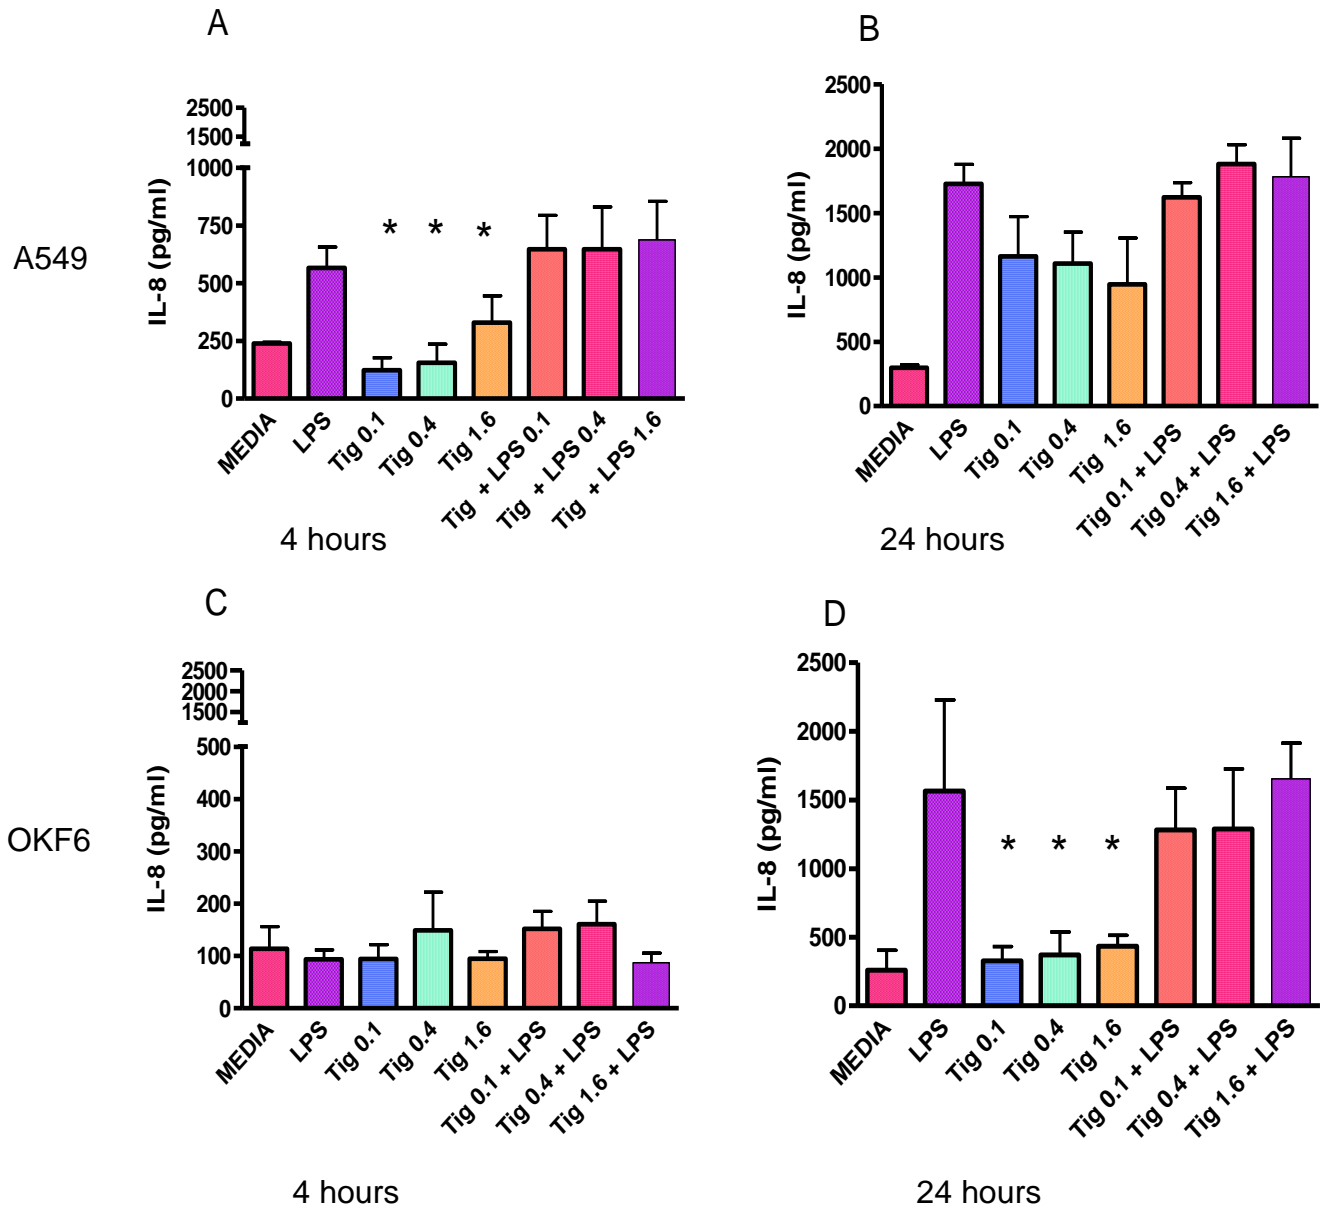 A
B
A549
IL-8 (pg/ml)
2500
1500
1000
750
500
250
0
* * *
MEDIA
LPS
Tig 0.1
Tig 0.4
Tig 1.6
Tig + LPS 0.1
Tig + LPS 0.4
Tig + LPS 1.6
4 hours
IL-8 (pg/ml)
2500
2000
1500
1000
500
0
MEDIA
LPS
Tig 0.1
Tig 0.4
Tig 1.6
Tig 0.1 + LPS
Tig 0.4 + LPS
Tig 1.6 + LPS
24 hours
C
D
OKF6
IL-8 (pg/ml)
2500
2000
1500
500
400
300
200
100
0
MEDIA
LPS
Tig 0.1
Tig 0.4
Tig 1.6
Tig 0.1 + LPS
Tig 0.4 + LPS
Tig 1.6 + LPS
4 hours
IL-8 (pg/ml)
2500
2000
1500
1000
500
0
* * *
MEDIA
LPS
Tig 0.1
Tig 0.4
Tig 1.6
Tig 0.1 + LPS
Tig 0.4 + LPS
Tig 1.6 + LPS
24 hours